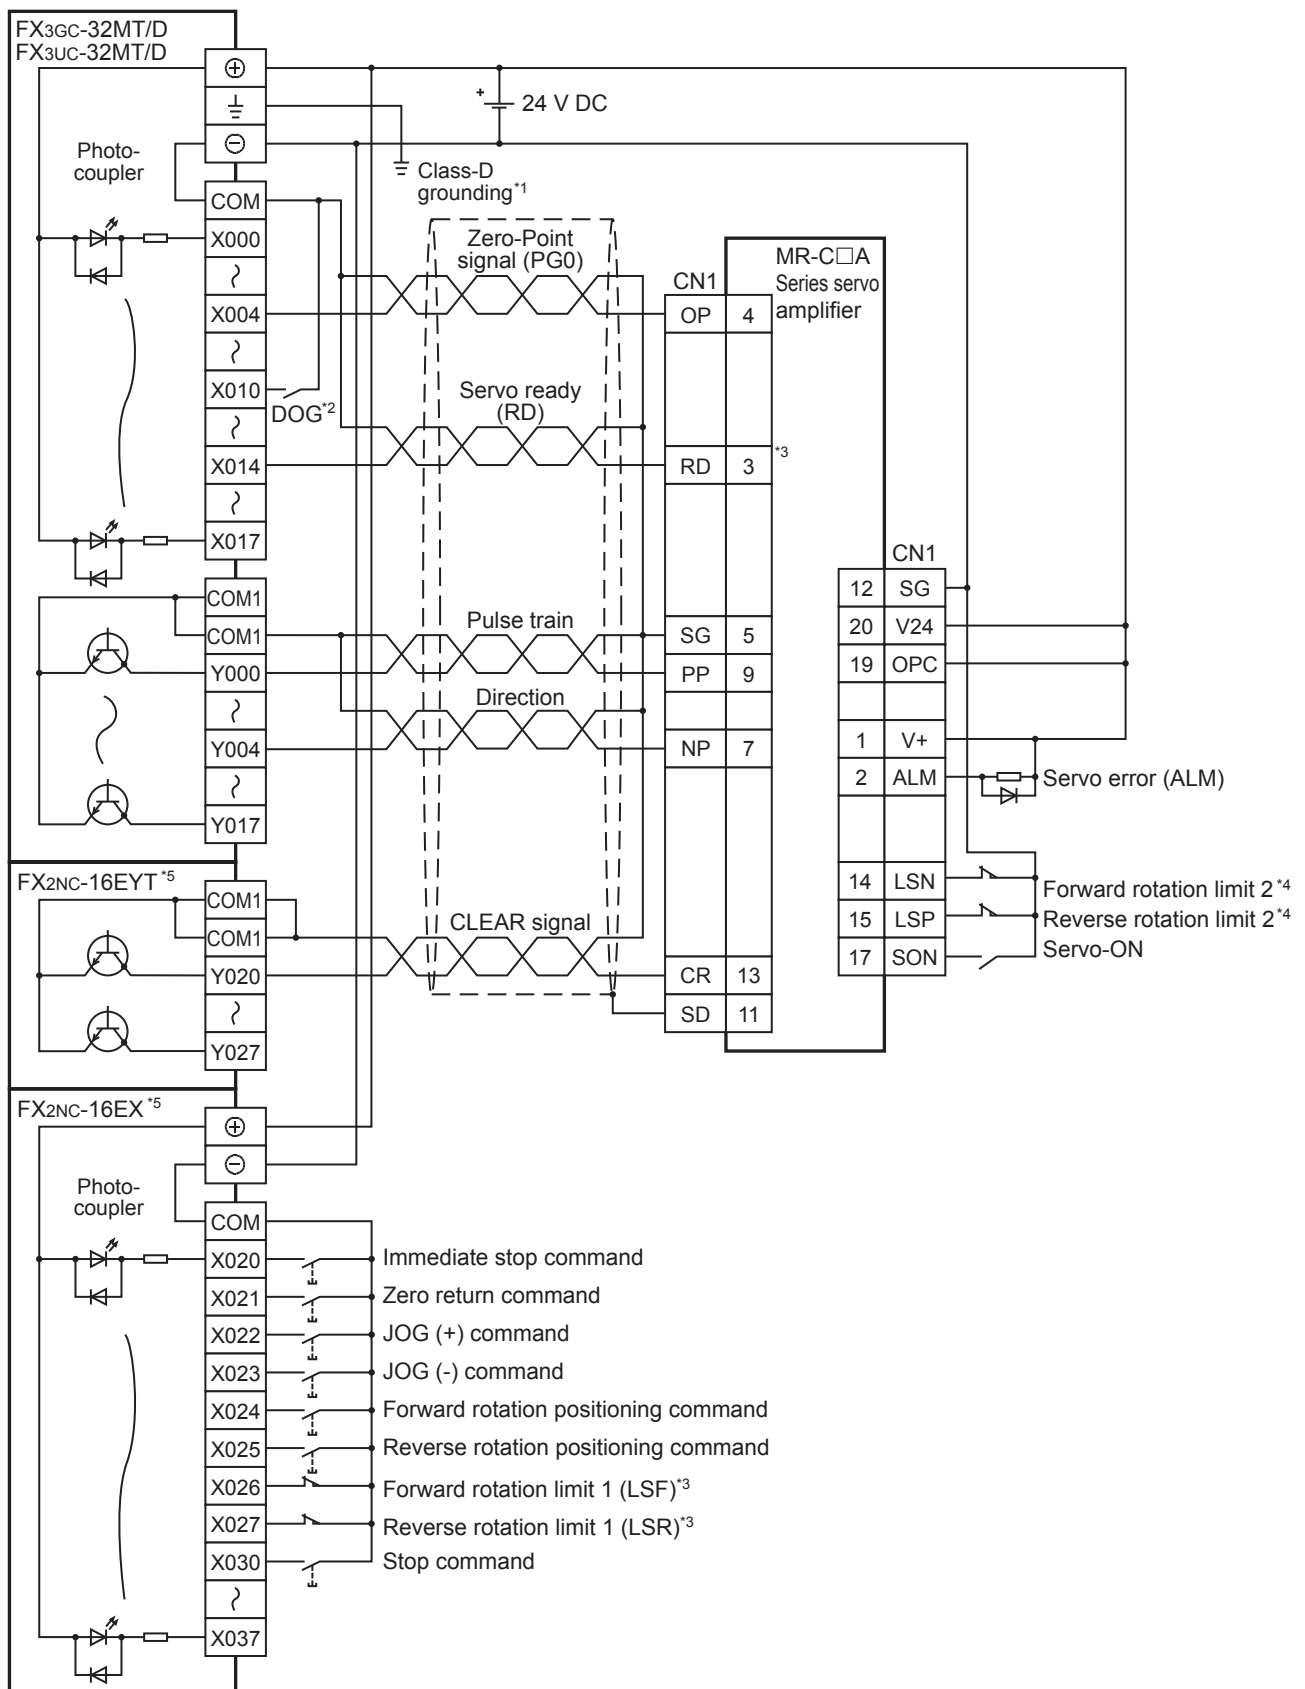 FX3GC-32MT/D
FX3UC-32MT/D
+
24 V DC
Photo-
coupler
Class-D
grounding*1
COM
X000
X004
X010
DOG*2
X014
X017
COM1
COM1
Y000
Y004
Y017
Zero-Point
signal (PG0)
Servo ready
(RD)
Pulse train
Direction
CLEAR signal
MR-C□A
Series servo
amplifier
CN1
OP 4
RD 3 *3
SG 5
PP 9
NP 7
CR 13
SD 11
CN1
12 SG
20 V24
19 OPC
1 V+
2 ALM
Servo error (ALM)
14 LSN
Forward rotation limit 2*4
15 LSP
Reverse rotation limit 2*4
17 SON
Servo-ON
FX2NC-16EYT*5
COM1
COM1
Y020
Y027
FX2NC-16EX*5
Photo-
coupler
COM
X020 Immediate stop command
X021 Zero return command
X022 JOG (+) command
X023 JOG (-) command
X024 Forward rotation positioning command
X025 Reverse rotation positioning command
X026 Forward rotation limit 1 (LSF)*3
X027 Reverse rotation limit 1 (LSR)*3
X030 Stop command
X037